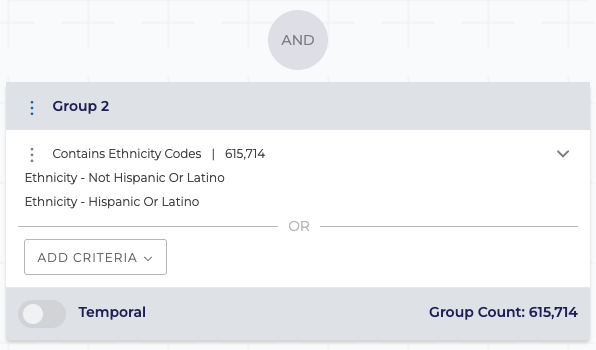 AND
Group 2
Contains Ethnicity Codes | 615,714
Ethnicity - Not Hispanic Or Latino
Ethnicity - Hispanic Or Latino
OR
ADD CRITERIA
Temporal Group Count: 615,714